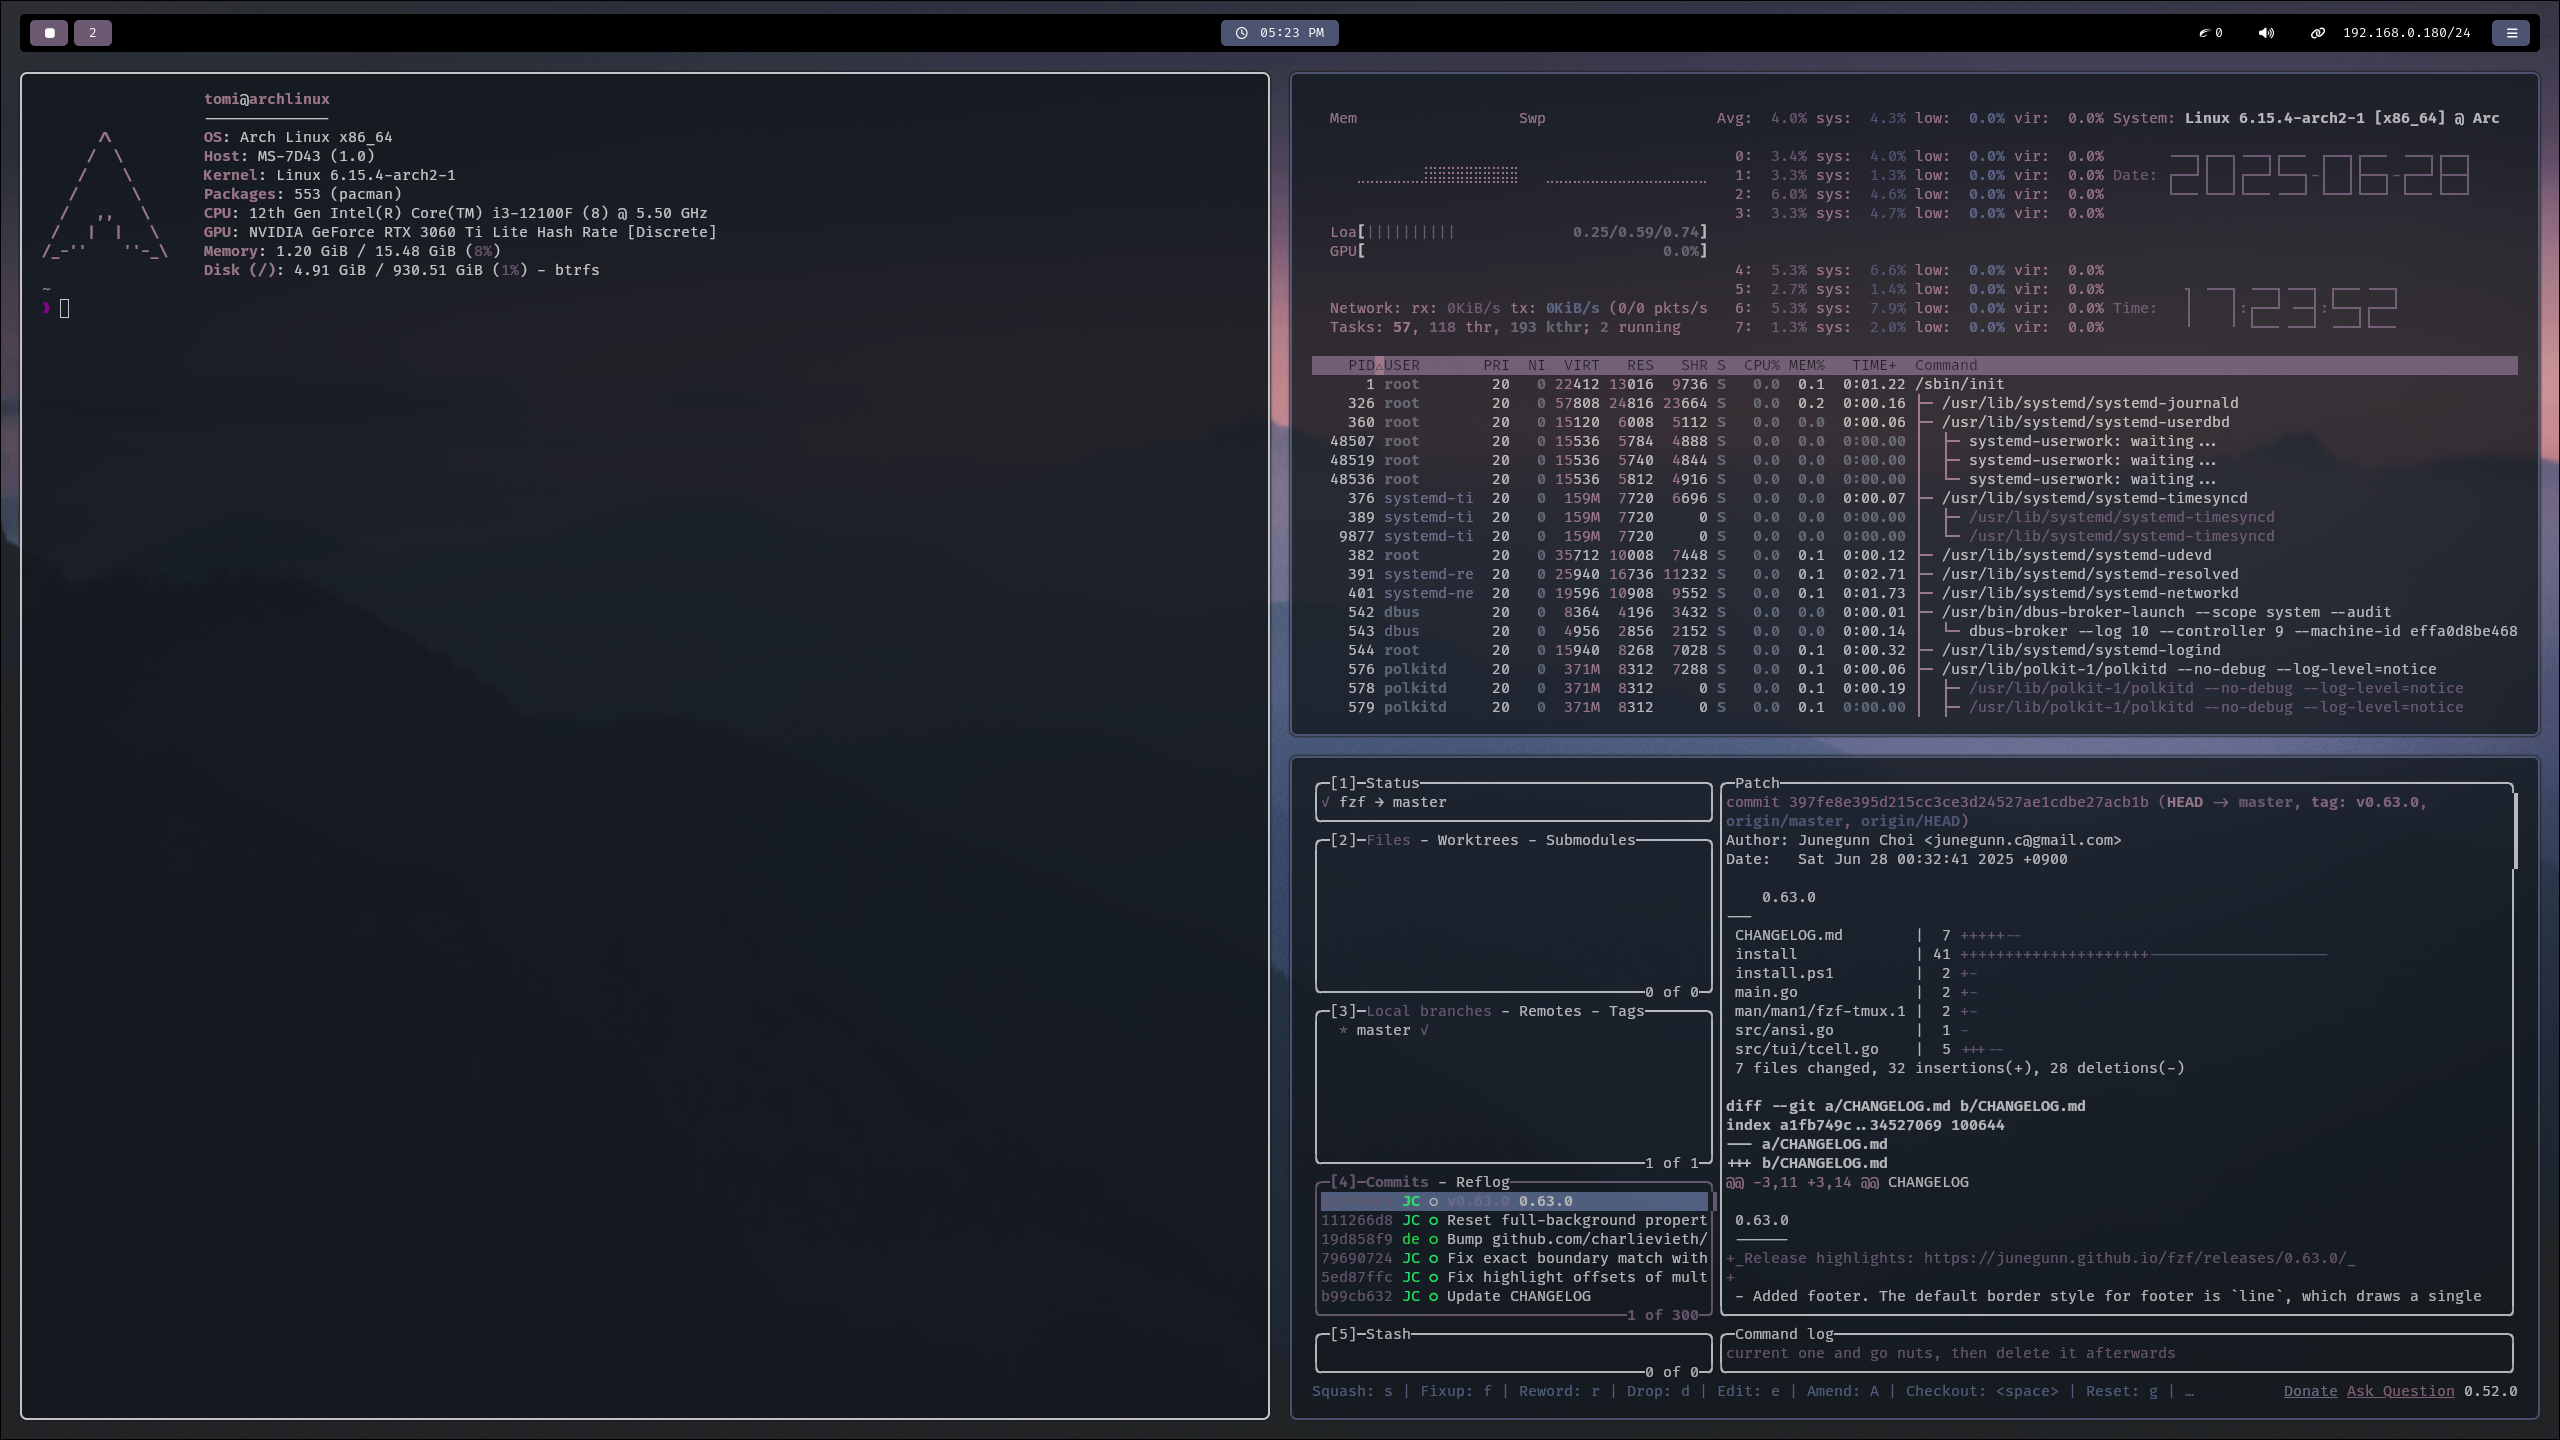 2
05:23 PM
0
192.168.0.180/24
tomi@archlinux
OS: Arch Linux x86_64
Host: MS-7D43 (1.0)
Kernel: Linux 6.15.4-arch2-1
Packages: 553 (pacman)
CPU: 12th Gen Intel(R) Core(TM) i3-12100F (8) @ 5.50 GHz
GPU: NVIDIA GeForce RTX 3060 Ti Lite Hash Rate [Discrete]
Memory: 1.20 GiB / 15.48 GiB (8%)
Disk (/): 4.91 GiB / 930.51 GiB (1%) - btrfs
~
❯
Mem Swp Avg: 4.0% sys: 4.3% low: 0.0% vir: 0.0% System: Linux 6.15.4-arch2-1 [x86_64] @ Arc
0: 3.4% sys: 4.0% low: 0.0% vir: 0.0%
1: 3.3% sys: 1.3% low: 0.0% vir: 0.0% Date: 2025-06-28
2: 6.0% sys: 4.6% low: 0.0% vir: 0.0%
3: 3.3% sys: 4.7% low: 0.0% vir: 0.0%
Loa[|||||||||| 0.25/0.59/0.74]
GPU[ 0.0%]
4: 5.3% sys: 6.6% low: 0.0% vir: 0.0%
5: 2.7% sys: 1.4% low: 0.0% vir: 0.0%
Network: rx: 0KiB/s tx: 0KiB/s (0/0 pkts/s 6: 5.3% sys: 7.9% low: 0.0% vir: 0.0% Time: 17:23:52
Tasks: 57, 118 thr, 193 kthr; 2 running 7: 1.3% sys: 2.0% low: 0.0% vir: 0.0%
PID△USER PRI NI VIRT RES SHR S CPU% MEM% TIME+ Command
1 root 20 0 22412 13016 9736 S 0.0 0.1 0:01.22 /sbin/init
326 root 20 0 57808 24816 23664 S 0.0 0.2 0:00.16 ├─ /usr/lib/systemd/systemd-journald
360 root 20 0 15120 6008 5112 S 0.0 0.0 0:00.06 ├─ /usr/lib/systemd/systemd-userdbd
48507 root 20 0 15536 5784 4888 S 0.0 0.0 0:00.00 │ ├─ systemd-userwork: waiting...
48519 root 20 0 15536 5740 4844 S 0.0 0.0 0:00.00 │ ├─ systemd-userwork: waiting...
48536 root 20 0 15536 5812 4916 S 0.0 0.0 0:00.00 │ └─ systemd-userwork: waiting...
376 systemd-ti 20 0 159M 7720 6696 S 0.0 0.0 0:00.07 ├─ /usr/lib/systemd/systemd-timesyncd
389 systemd-ti 20 0 159M 7720 0 S 0.0 0.0 0:00.00 │ ├─ /usr/lib/systemd/systemd-timesyncd
9877 systemd-ti 20 0 159M 7720 0 S 0.0 0.0 0:00.00 │ └─ /usr/lib/systemd/systemd-timesyncd
382 root 20 0 35712 10008 7448 S 0.0 0.1 0:00.12 ├─ /usr/lib/systemd/systemd-udevd
391 systemd-re 20 0 25940 16736 11232 S 0.0 0.1 0:02.71 ├─ /usr/lib/systemd/systemd-resolved
401 systemd-ne 20 0 19596 10908 9552 S 0.0 0.1 0:01.73 ├─ /usr/lib/systemd/systemd-networkd
542 dbus 20 0 8364 4196 3432 S 0.0 0.0 0:00.01 ├─ /usr/bin/dbus-broker-launch --scope system --audit
543 dbus 20 0 4956 2856 2152 S 0.0 0.0 0:00.14 │ └─ dbus-broker --log 10 --controller 9 --machine-id effa0d8be468
544 root 20 0 15940 8268 7028 S 0.0 0.1 0:00.32 ├─ /usr/lib/systemd/systemd-logind
576 polkitd 20 0 371M 8312 7288 S 0.0 0.1 0:00.06 ├─ /usr/lib/polkit-1/polkitd --no-debug --log-level=notice
578 polkitd 20 0 371M 8312 0 S 0.0 0.1 0:00.19 │ ├─ /usr/lib/polkit-1/polkitd --no-debug --log-level=notice
579 polkitd 20 0 371M 8312 0 S 0.0 0.1 0:00.00 │ ├─ /usr/lib/polkit-1/polkitd --no-debug --log-level=notice
[1]─Status
✓ fzf → master
[2]─Files - Worktrees - Submodules
0 of 0
[3]─Local branches - Remotes - Tags
* master ✓
1 of 1
[4]─Commits - Reflog
JC ○ v0.63.0 0.63.0
111266d8 JC ○ Reset full-background propert
19d858f9 de ○ Bump github.com/charlievieth/
79690724 JC ○ Fix exact boundary match with
5ed87ffc JC ○ Fix highlight offsets of mult
b99cb632 JC ○ Update CHANGELOG
1 of 300
[5]─Stash
0 of 0
Patch
commit 397fe8e395d215cc3ce3d24527ae1cdbe27acb1b (HEAD -> master, tag: v0.63.0,
origin/master, origin/HEAD)
Author: Junegunn Choi <junegunn.c@gmail.com>
Date: Sat Jun 28 00:32:41 2025 +0900
0.63.0
---
CHANGELOG.md | 7 +++++--
install | 41 +++++++++++++++++++++--------------------
install.ps1 | 2 +-
main.go | 2 +-
man/man1/fzf-tmux.1 | 2 +-
src/ansi.go | 1 -
src/tui/tcell.go | 5 +++--
7 files changed, 32 insertions(+), 28 deletions(-)
diff --git a/CHANGELOG.md b/CHANGELOG.md
index a1fb749c..34527069 100644
--- a/CHANGELOG.md
+++ b/CHANGELOG.md
@@ -3,11 +3,14 @@ CHANGELOG
0.63.0
------
+_Release highlights: https://junegunn.github.io/fzf/releases/0.63.0/_
+
- Added footer. The default border style for footer is `line`, which draws a single
Command log
current one and go nuts, then delete it afterwards
Squash: s | Fixup: f | Reword: r | Drop: d | Edit: e | Amend: A | Checkout: <space> | Reset: g | …
Donate Ask Question 0.52.0